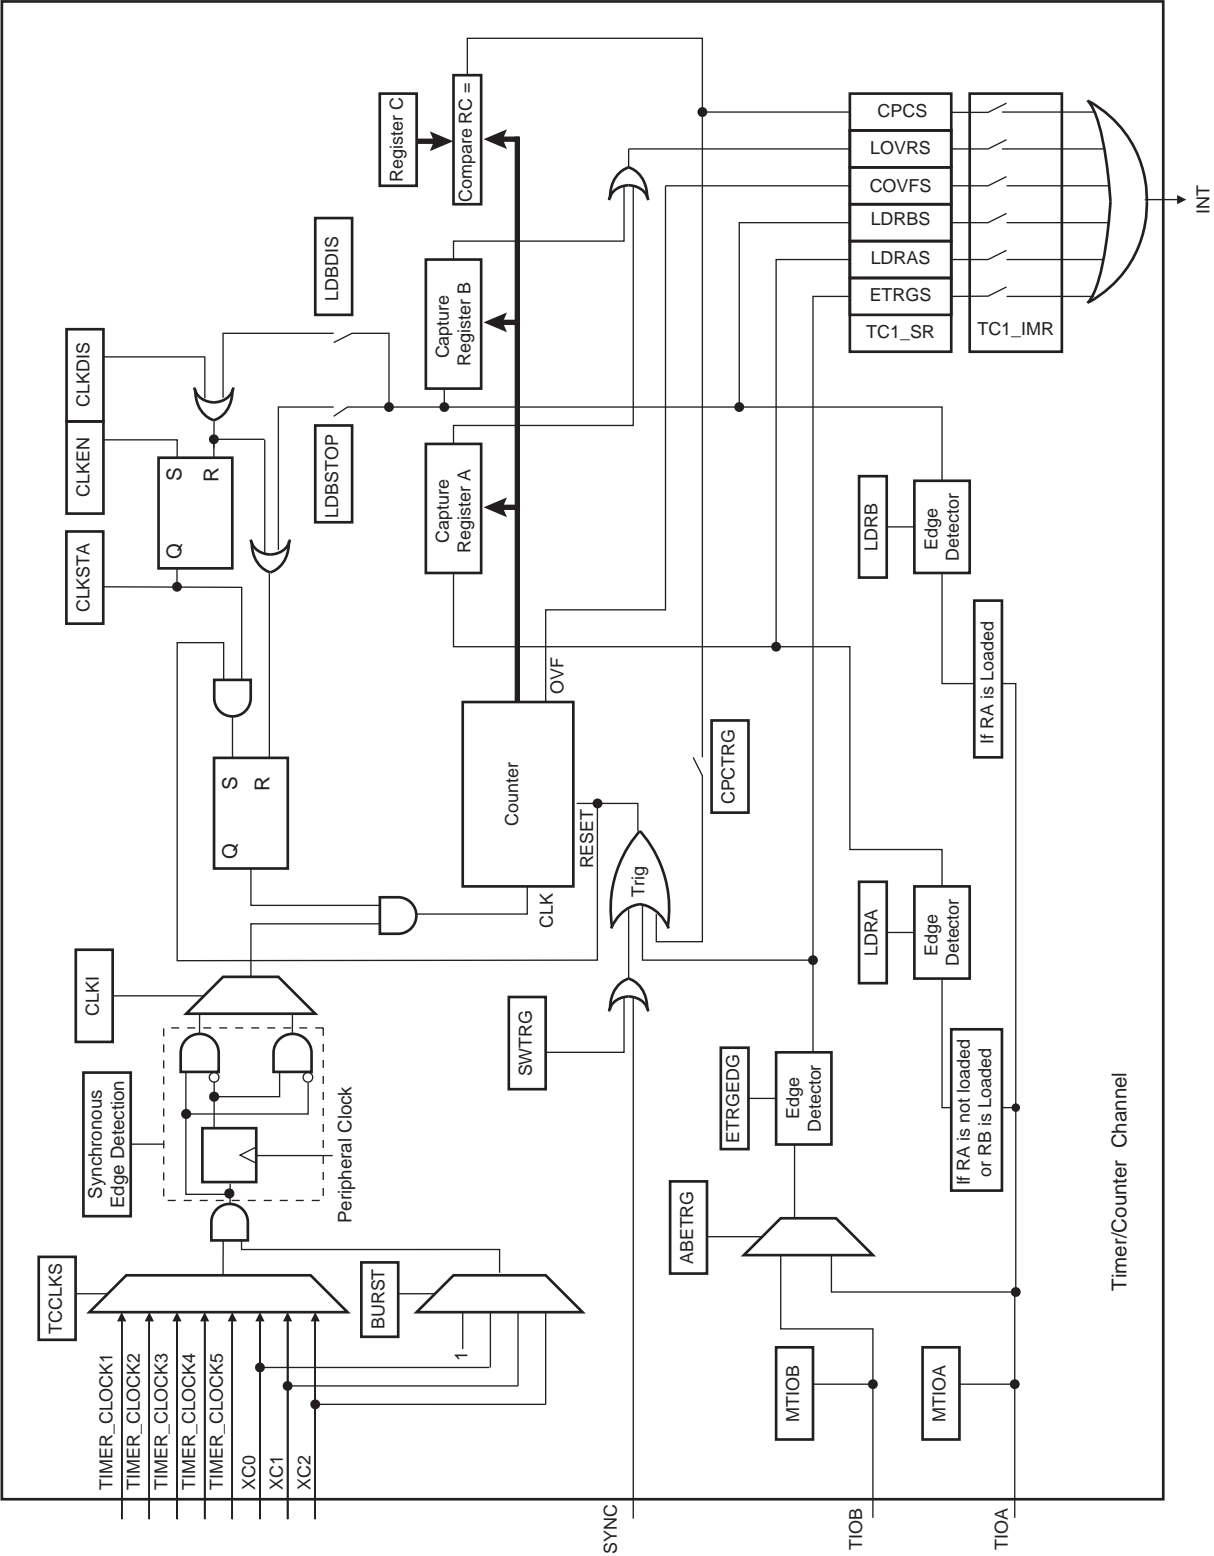 TCCLKS
TIMER_CLOCK1
TIMER_CLOCK2
TIMER_CLOCK3
TIMER_CLOCK4
TIMER_CLOCK5
XC0
XC1
XC2
BURST
1
Synchronous
Edge Detection
Peripheral Clock
CLKI
CLKSTA
CLKEN
CLKDIS
Q
S
R
Q
S
R
LDBSTOP
LDBDIS
Register C
Compare RC =
Capture
Register A
Capture
Register B
Counter
CLK
OVF
RESET
Trig
SWTRG
CPCTRG
SYNC
ABETRG
ETRGEDG
Edge
Detector
MTIOB
TIOB
MTIOA
TIOA
LDRA
Edge
Detector
If RA is not loaded
or RB is Loaded
LDRB
Edge
Detector
If RA is Loaded
CPCS
LOVRS
COVFS
LDRBS
LDRAS
ETRGS
TC1_SR
TC1_IMR
INT
Timer/Counter Channel